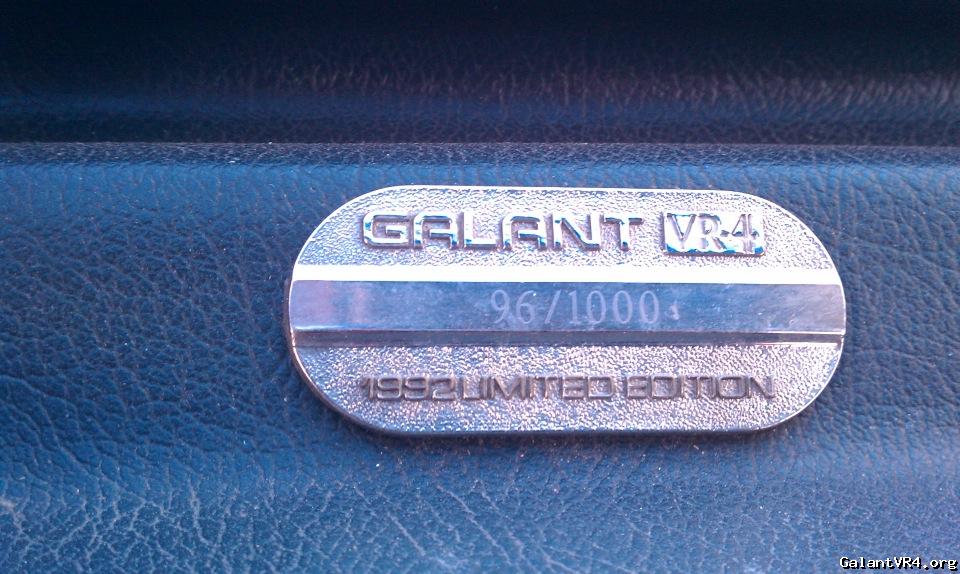 GALANT VR-4
96/1000
1992 LIMITED EDITION
GalantVR4.org